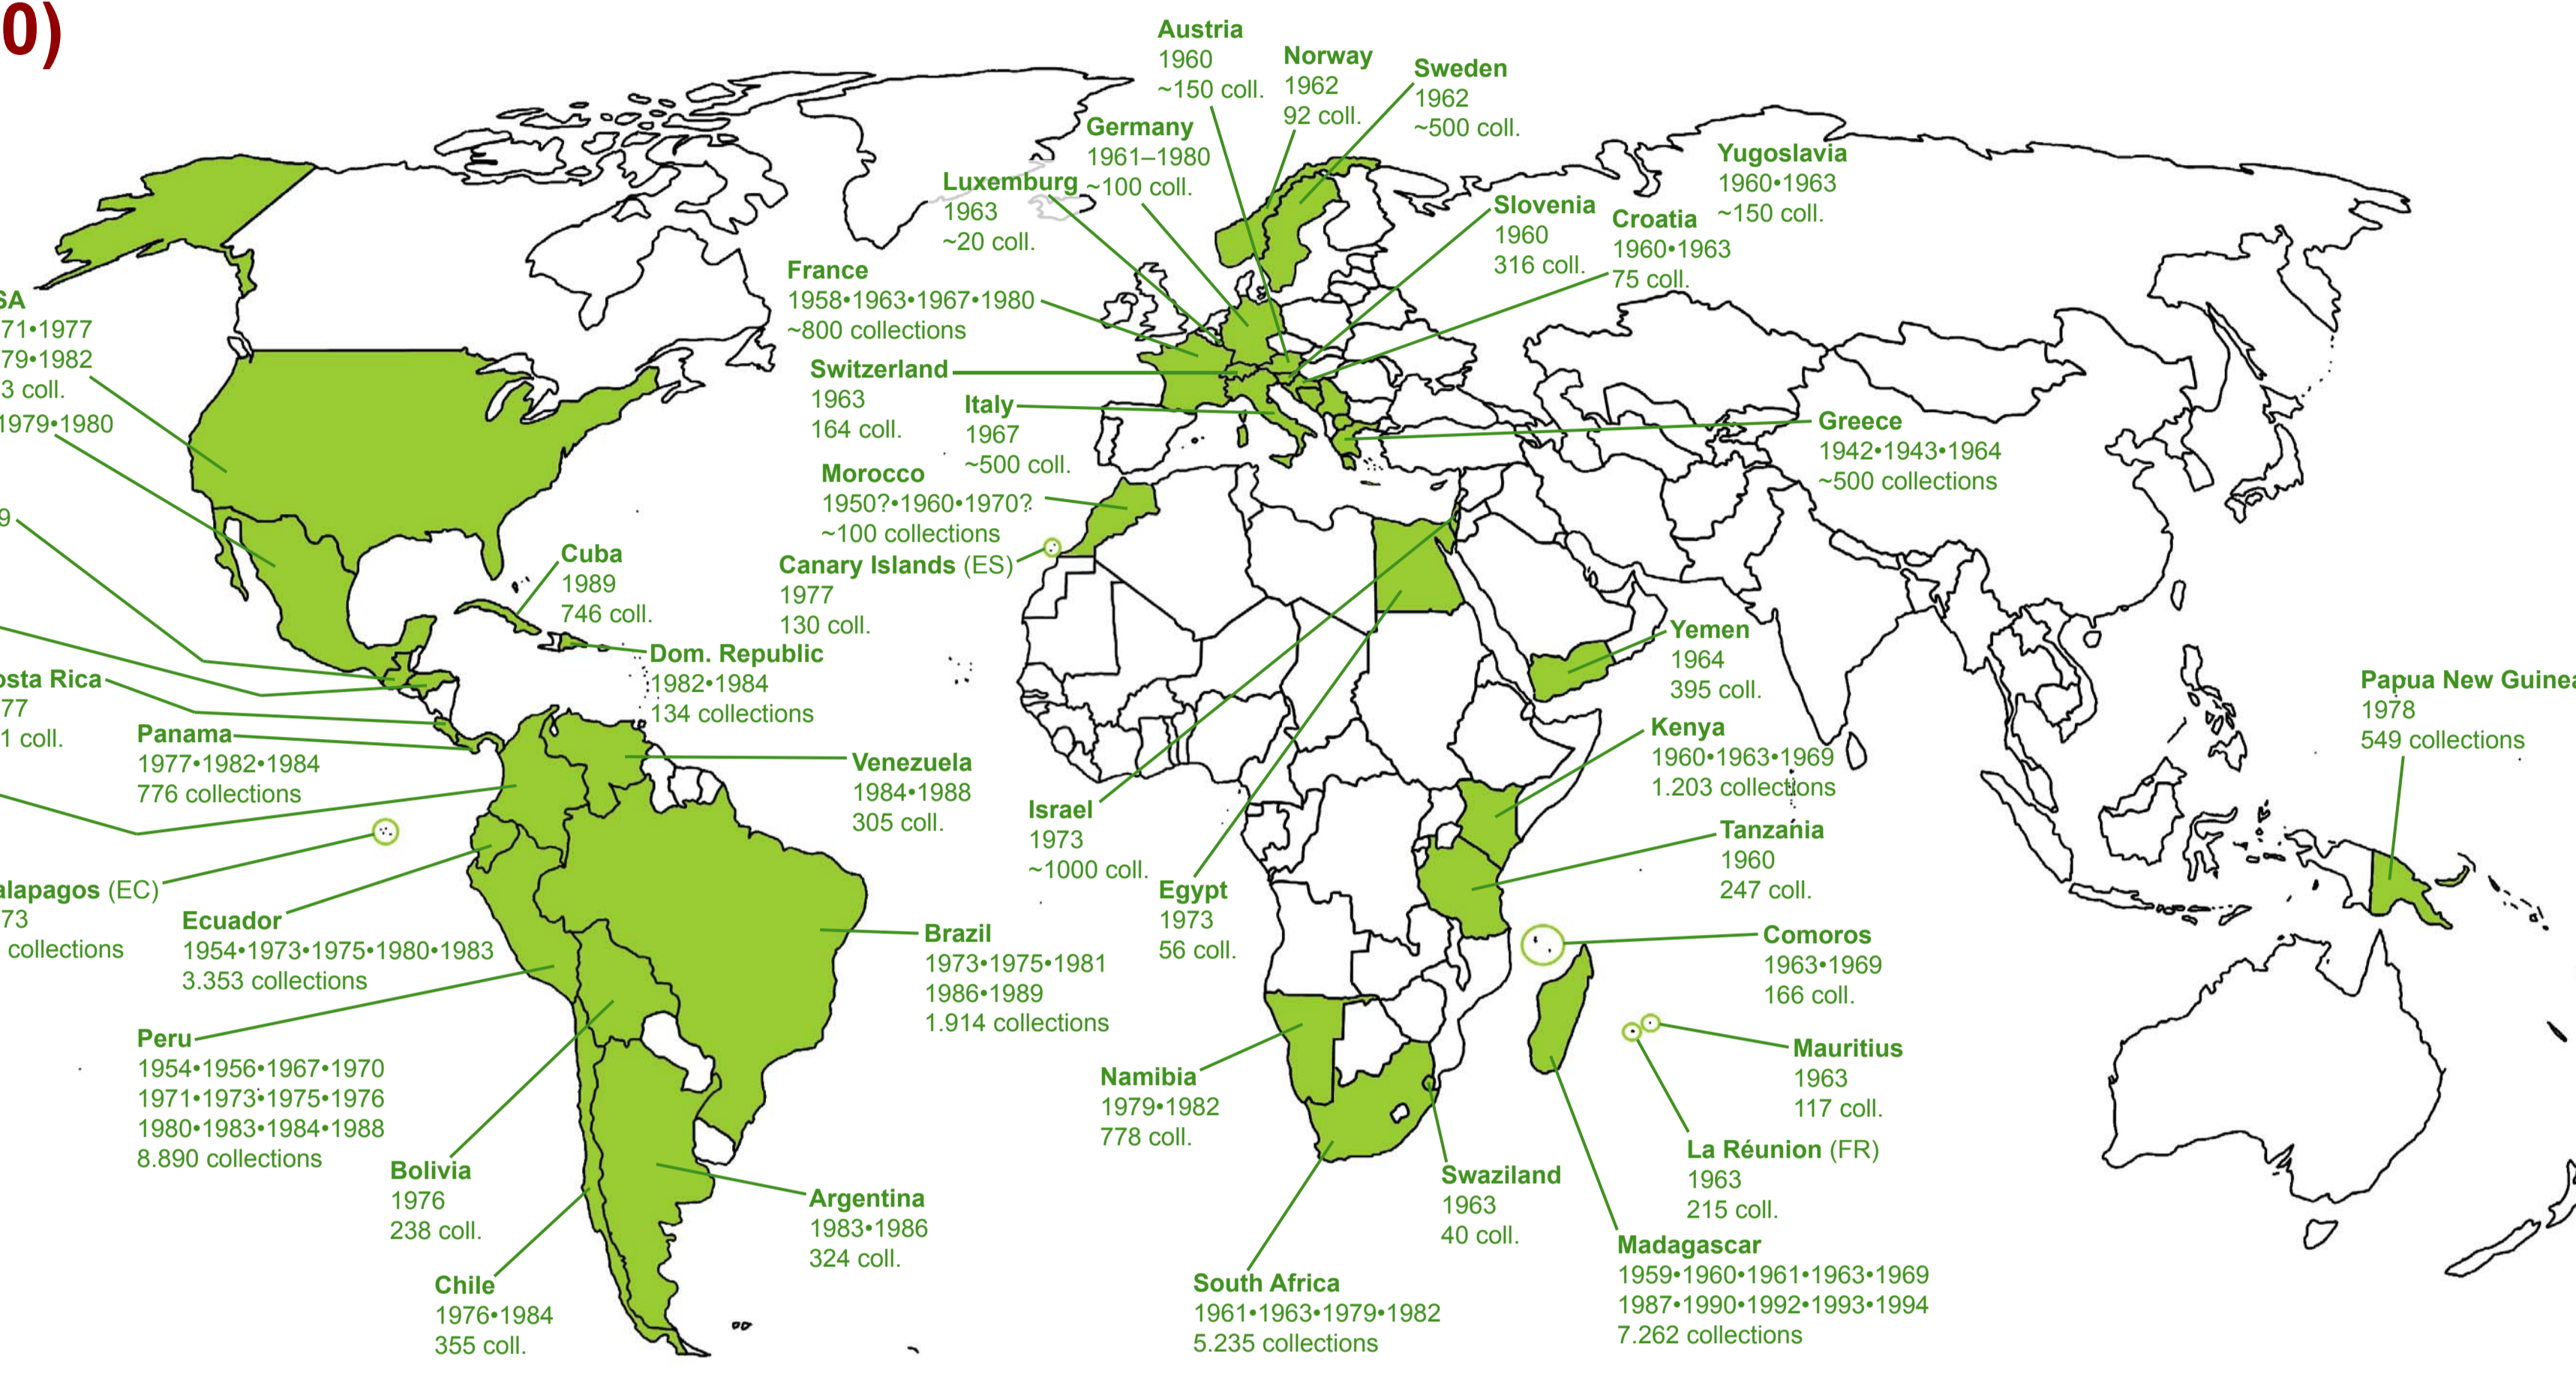 0)
Austria
1960
~150 coll.
Norway
1962
92 coll.
Sweden
1962
~500 coll.
Germany
1961–1980
~100 coll.
Luxemburg
1963
~20 coll.
Yugoslavia
1960•1963
~150 coll.
Slovenia
1960
316 coll.
Croatia
1960•1963
75 coll.
France
1958•1963•1967•1980
~800 collections
SA
71•1977
79•1982
3 coll.
1979•1980
9
Switzerland
1963
164 coll.
Italy
1967
~500 coll.
Greece
1942•1943•1964
~500 collections
Morocco
1950?•1960•1970?
~100 collections
Canary Islands (ES)
1977
130 coll.
Cuba
1989
746 coll.
Dom. Republic
1982•1984
134 collections
Yemen
1964
395 coll.
osta Rica
77
1 coll.
Panama
1977•1982•1984
776 collections
Venezuela
1984•1988
305 coll.
Kenya
1960•1963•1969
1.203 collections
Papua New Guinea
1978
549 collections
Israel
1973
~1000 coll.
Egypt
1973
56 coll.
Tanzania
1960
247 coll.
alapagos (EC)
73
collections
Ecuador
1954•1973•1975•1980•1983
3.353 collections
Brazil
1973•1975•1981
1986•1989
1.914 collections
Comoros
1963•1969
166 coll.
Peru
1954•1956•1967•1970
1971•1973•1975•1976
1980•1983•1984•1988
8.890 collections
Mauritius
1963
117 coll.
Namibia
1979•1982
778 coll.
La Réunion (FR)
1963
215 coll.
Bolivia
1976
238 coll.
Argentina
1983•1986
324 coll.
Swaziland
1963
40 coll.
Chile
1976•1984
355 coll.
South Africa
1961•1963•1979•1982
5.235 collections
Madagascar
1959•1960•1961•1963•1969
1987•1990•1992•1993•1994
7.262 collections